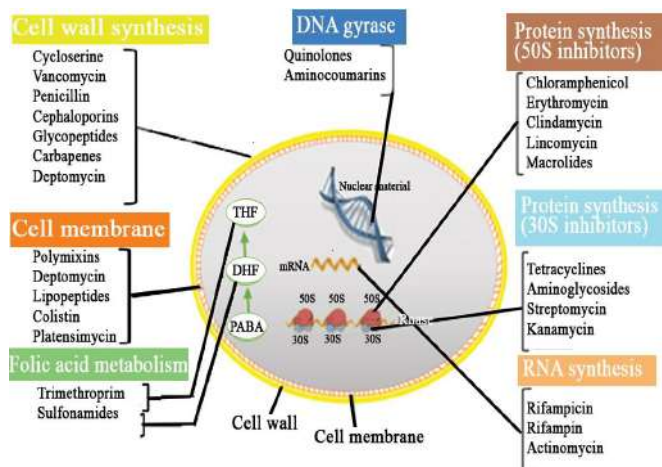 Cell wall synthesis
Cycloserine
Vancomycin
Penicillin
Cephaloporins
Glycopeptides
Carbapenes
Deptomycin
DNA gyrase
Quinolones
Aminocoumarins
Protein synthesis
(50S inhibitors)
Chloramphenicol
Erythromycin
Clindamycin
Lincomycin
Macrolides
Cell membrane
Polymixins
Deptomycin
Lipopeptides
Colistin
Platensimycin
Protein synthesis
(30S inhibitors)
Tetracyclines
Aminoglycosides
Streptomycin
Kanamycin
Folic acid metabolism
Trimethroprim
Sulfonamides
RNA synthesis
Rifampicin
Rifampin
Actinomycin
Nuclear material
THF
DHF
PABA
mRNA
50S 50S 50S
30S 30S 30S
Cell wall
Cell membrane